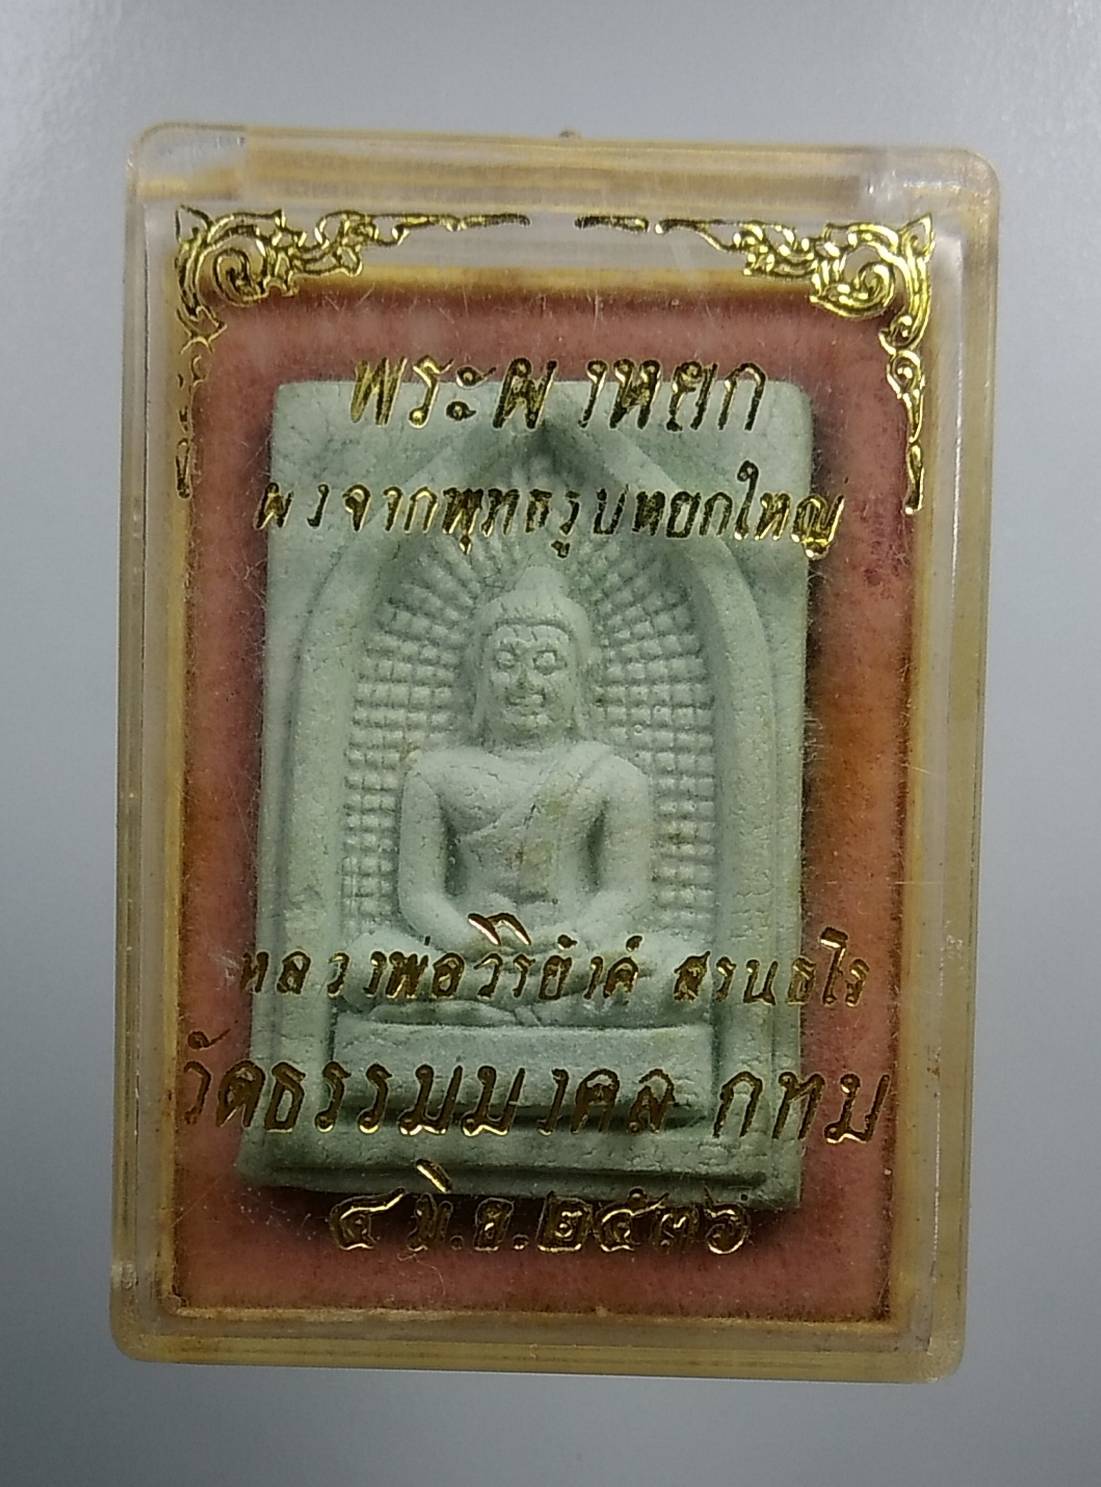 พระผงหยก
ผงจากพุทธรูปหยกใหญ่
หลวงพ่อวิริยังค์ สิรินธโร
วัดธรรมมงคล กทม
๔ มิ.ย.๒๕๓๖